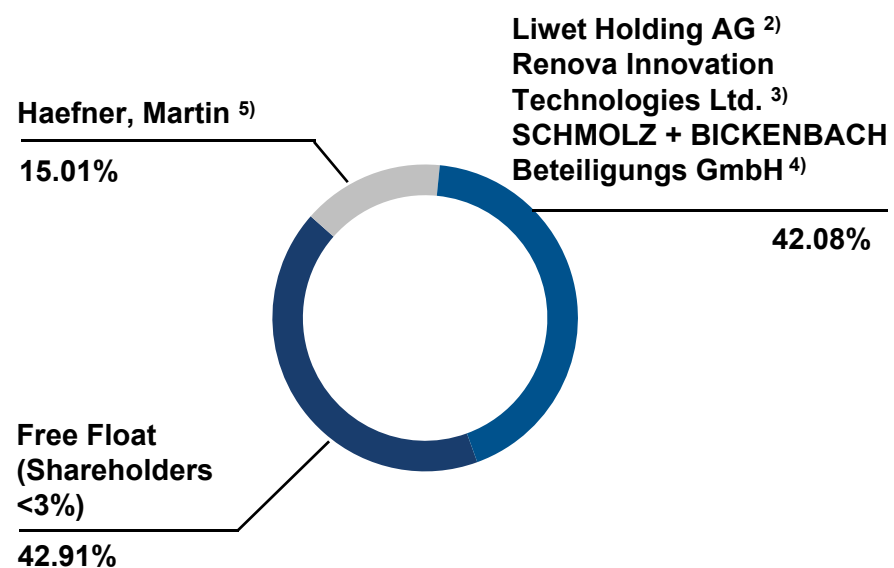 Liwet Holding AG 2)
Renova Innovation
Technologies Ltd. 3)
SCHMOLZ + BICKENBACH
Beteiligungs GmbH 4)
42.08%
Haefner, Martin 5)
15.01%
Free Float
(Shareholders
<3%)
42.91%